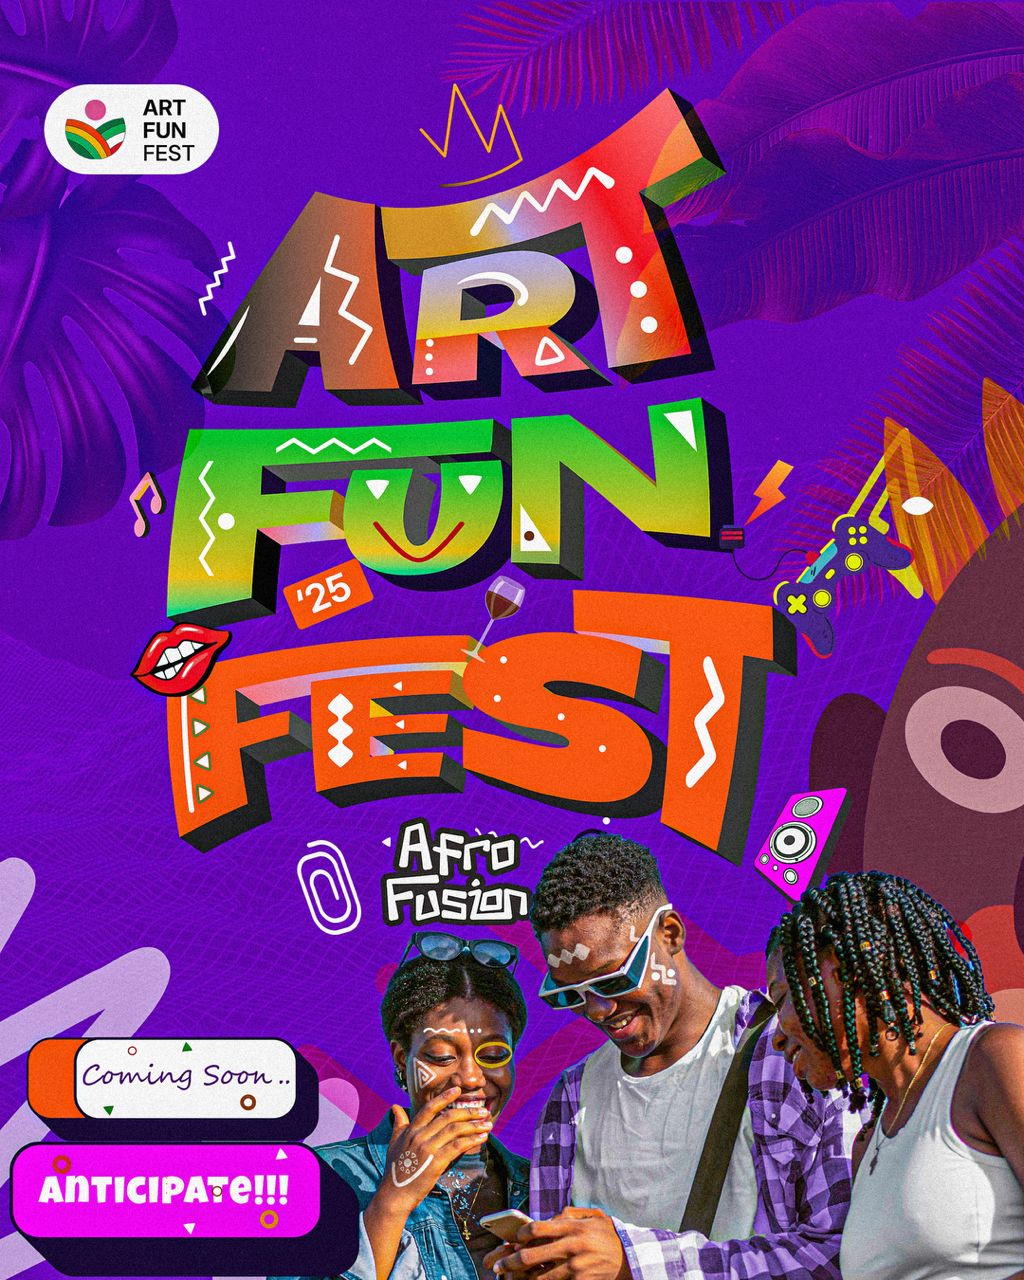 ART
FUN
FEST
ART
FUN
'25
FEST
Afro
Fusion
Coming Soon ..
ANTICIPATE!!!